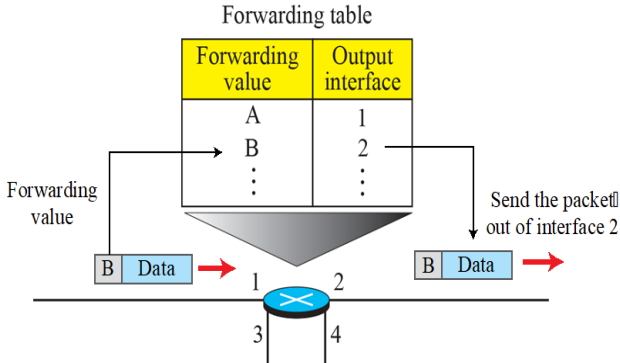 Forwarding table
Forwarding value
Output interface
A 1
B 2
Forwarding
value
Send the packet
out of interface 2
B Data
B Data
1 2
3 4